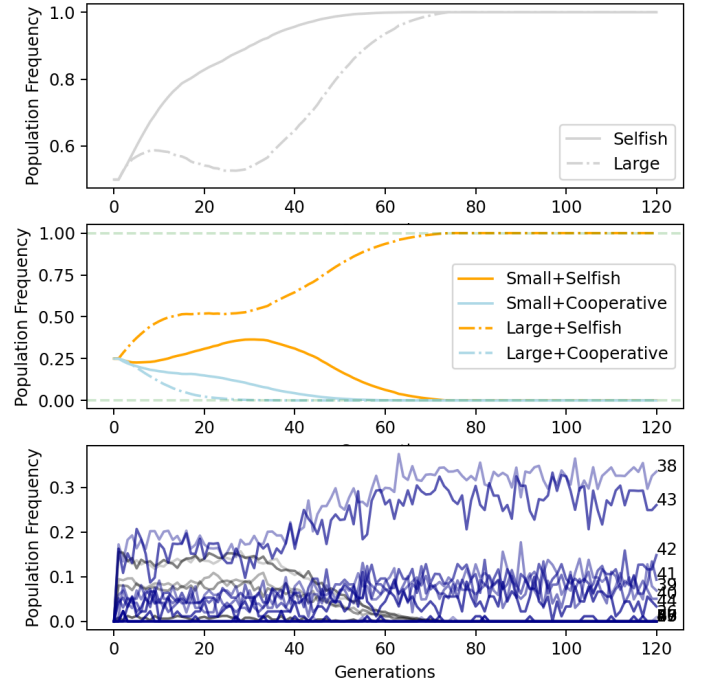 Population Frequency
1.0
0.8
0.6
Selfish
Large
0 20 40 60 80 100 120
Population Frequency
1.00
0.75
0.50
0.25
0.00
Small+Selfish
Small+Cooperative
Large+Selfish
Large+Cooperative
0 20 40 60 80 100 120
Population Frequency
0.3
0.2
0.1
0.0
38
43
42
41
39
0 20 40 60 80 100 120
Generations